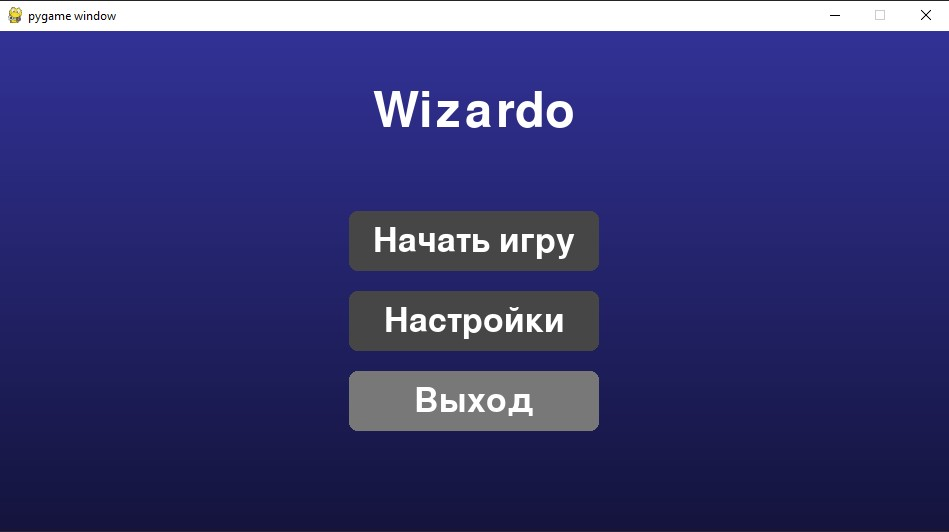 pygame window
Wizardo
Начать игру
Настройки
Выход